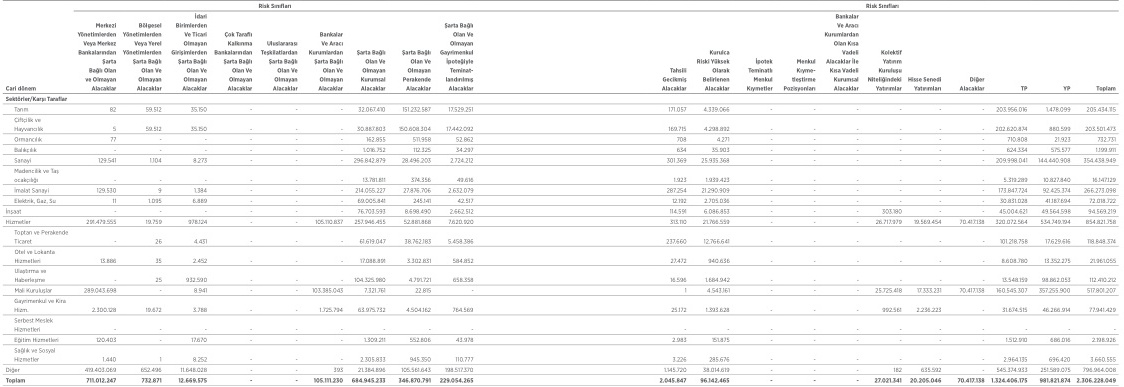 Risk Sınıfları Risk Sınıfları
Cari dönem
Merkezi Yönetimlerden Veya Merkez Bankalarından Şarta Bağlı Olan ve Olmayan Alacaklar
Bölgesel Yönetimlerden Veya Yerel Yönetimlerden Şarta Bağlı Olan Ve Olmayan Alacaklar
İdari Birimlerden Ve Ticari Olmayan Girişimlerden Şarta Bağlı Olan Ve Olmayan Alacaklar
Çok Taraflı Kalkınma Bankalarından Şarta Bağlı Olan Ve Olmayan Alacaklar
Uluslararası Teşkilatlardan Şarta Bağlı Olan Ve Olmayan Alacaklar
Bankalar Ve Aracı Kurumlardan Şarta Bağlı Olan Ve Olmayan Alacaklar
Şarta Bağlı Olan Ve Olmayan Kurumsal Alacaklar
Şarta Bağlı Olan Ve Olmayan Perakende Alacaklar
Şarta Bağlı Olan Ve Olmayan Gayrimenkul İpoteğiyle Teminat- landırılmış Alacaklar
Tahsili Gecikmiş Alacaklar
Kurulca Riski Yüksek Olarak Belirlenen Alacaklar
İpotek Teminatlı Menkul Kıymetler
Menkul Kıyme- tleştirme Pozisyonları
Bankalar Ve Aracı Kurumlardan Olan Kısa Vadeli Alacaklar İle Kısa Vadeli Kurumsal Alacaklar
Kolektif Yatırım Kuruluşu Niteliğindeki Yatırımlar
Hisse Senedi Yatırımları
Diğer Alacaklar
TP
YP
Toplam
Sektörler/Karşı Taraflar
Tarım 82 59.512 35.150 - - - 32.067.410 151.232.587 17.529.251 171.057 4.339.066 - - - - - - 203.956.016 1.478.099 205.434.115
Çiftçilik ve
Hayvancılık 5 59.512 35.150 - - - 30.887.803 150.608.304 17.442.092 169.715 4.298.892 - - - - - - 202.620.874 880.599 203.501.473
Ormancılık 77 - - - - - 162.855 511.958 52.862 708 4.271 - - - - - - 710.808 21.923 732.731
Balıkçılık - - - - - - 1.016.752 112.325 34.297 634 35.903 - - - - - - 624.334 575.577 1.199.911
Sanayi 129.541 1.104 8.273 - - - 296.842.879 28.496.203 2.724.212 301.369 25.935.368 - - - - - - 209.998.041 144.440.908 354.438.949
Madencilik ve Taş
ocakçılığı - - - - - - 13.781.811 374.356 49.616 1.923 1.939.423 - - - - - - 5.319.289 10.827.840 16.147.129
İmalat Sanayi 129.530 9 1.384 - - - 214.055.227 27.876.706 2.632.079 287.254 21.290.909 - - - - - - 173.847.724 92.425.374 266.273.098
Elektrik, Gaz, Su 11 1.095 6.889 - - - 69.005.841 245.141 42.517 12.192 2.705.036 - - - - - - 30.831.028 41.187.694 72.018.722
İnşaat - - - - - - 76.703.593 8.698.490 2.662.512 114.591 6.086.853 - - - 303.180 - - 45.004.621 49.564.598 94.569.219
Hizmetler 291.479.555 19.759 978.124 - - 105.110.837 257.946.455 52.881.868 7.620.920 313.110 21.766.559 - - - 26.717.979 19.569.454 70.417.138 320.072.564 534.749.194 854.821.758
Toptan ve Perakende
Ticaret - 26 4.431 - - - 61.619.047 38.762.183 5.458.386 237.660 12.766.641 - - - - - - 101.218.758 17.629.616 118.848.374
Otel ve Lokanta
Hizmetleri 13.886 35 2.452 - - - 17.088.891 3.302.831 584.852 27.472 940.636 - - - - - - 8.608.780 13.352.275 21.961.055
Ulaştırma ve
Haberleşme - 25 932.590 - - - 104.325.980 4.791.721 658.358 16.596 1.684.942 - - - - - - 13.548.159 98.862.053 112.410.212
Mali Kuruluşlar 289.043.698 - 8.941 - - 103.385.043 7.321.761 22.815 - 1 4.543.161 - - - 25.725.418 17.333.231 70.417.138 160.545.307 357.255.900 517.801.207
Gayrimenkul ve Kira
Hizm. 2.300.128 19.672 3.788 - - 1.725.794 63.975.732 4.504.162 764.569 25.172 1.393.628 - - - 992.561 2.236.223 - 31.674.515 46.266.914 77.941.429
Serbest Meslek
Hizmetleri - - - - - - - - - - - - - - - - - - - -
Eğitim Hizmetleri 120.403 - 17.670 - - - 1.309.211 552.806 43.978 2.983 151.875 - - - - - - 1.512.910 686.016 2.198.926
Sağlık ve Sosyal
Hizmetler 1.440 1 8.252 - - - 2.305.833 945.350 110.777 3.226 285.676 - - - - - - 2.964.135 696.420 3.660.555
Diğer 419.403.069 652.496 11.648.028 - - 393 21.384.896 105.561.643 198.517.370 1.145.720 38.014.619 - - - 182 635.592 - 545.374.933 251.589.075 796.964.008
Toplam 711.012.247 732.871 12.669.575 - - 105.111.230 684.945.233 346.870.791 229.054.265 2.045.847 96.142.465 - - - 27.021.341 20.205.046 70.417.138 1.324.406.175 981.821.874 2.306.228.049